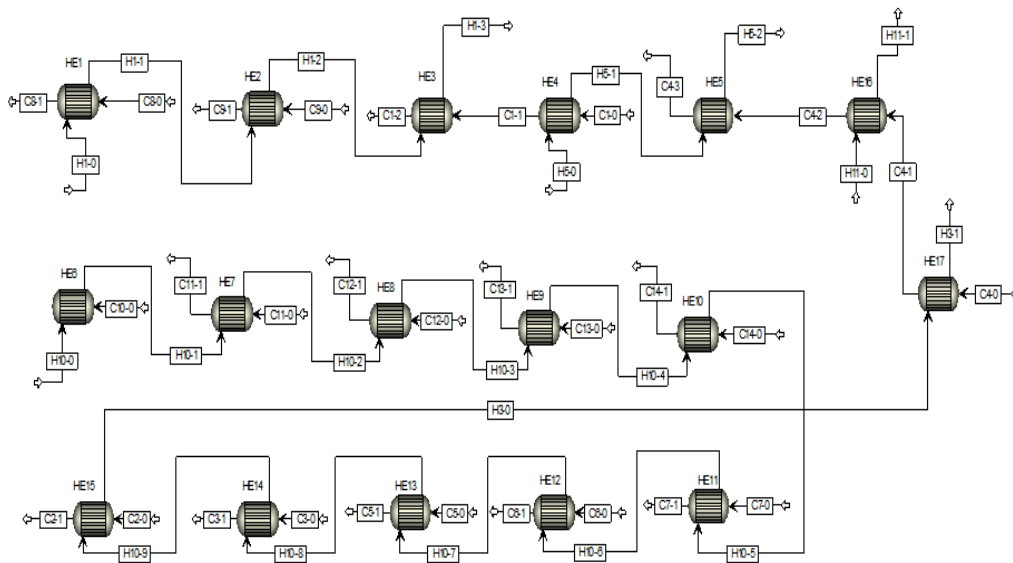 H1-3
H5-2
H11-1
HE1
H1-1
HE2
H1-2
HE3
HE4
H5-1
HE5
HE16
C4-3
C8-1
C8-0
C9-1
C9-0
C1-2
C1-1
C1-0
C4-2
H1-0
H5-0
H11-0
C4-1
H3-1
HE17
C4-0
HE6
C11-1
HE7
C12-1
HE8
C13-1
HE9
C14-1
HE10
C10-0
C11-0
C12-0
C13-0
C14-0
H10-0
H10-1
H10-2
H10-3
H10-4
H3-0
HE15
HE14
HE13
HE12
HE11
C2-1
C2-0
C3-1
C3-0
C5-1
C5-0
C6-1
C6-0
C7-1
C7-0
H10-9
H10-8
H10-7
H10-6
H10-5